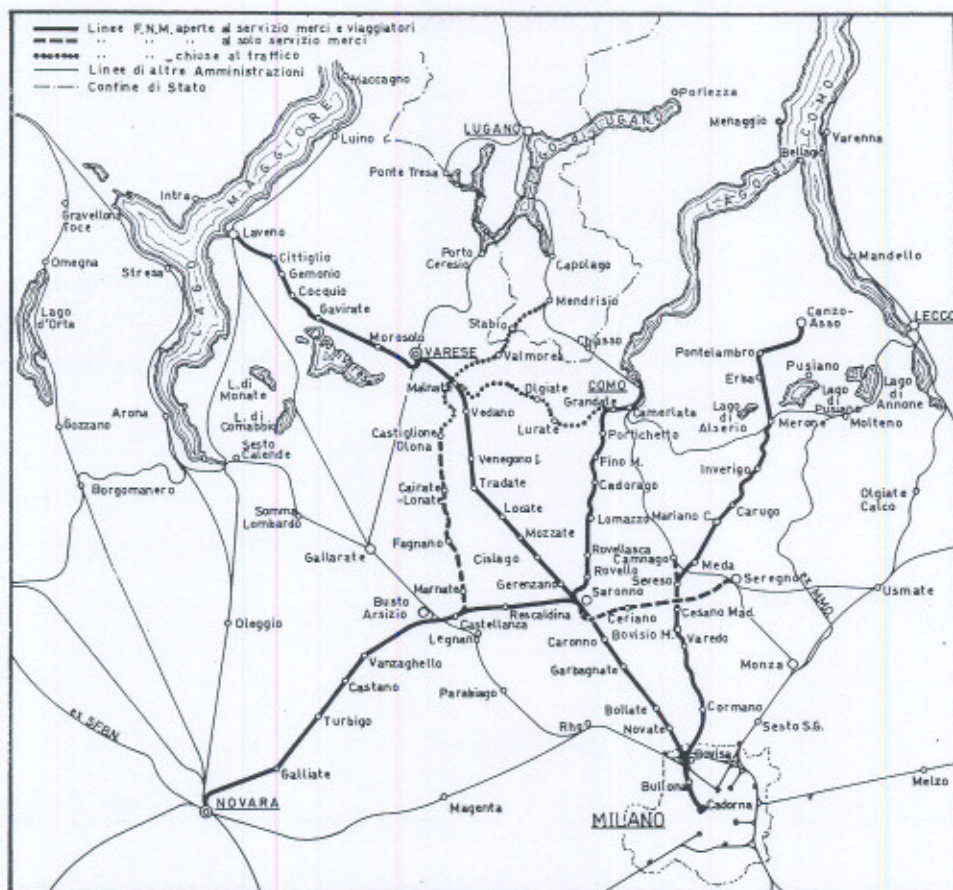 Linee F.N.M. aperte al servizio merci e viaggiatori
,, ,, ,, al solo servizio merci
,, ,, ,, chiuse al traffico
Linee di altre Amministrazioni
Confine di Stato
Maccagno
Porlezza
LUGANO
LAGO DI LUGANO
Menaggio
LAGO DI COMO
Varenna
Luino
LAGO MAGGIORE
Bellagio
Ponte Tresa
Intra
Gravellona
Toce
Laveno
Omegna
Stresa
Cittiglio
Gemonio
Cocquio
Gavirate
Porto
Ceresio
Capolago
Mandello
Mendrisio
Lago
d'Orta
Morosolo
VARESE
Stabio
Valmorea
Chiasso
Canzo-
Asso
LECCO
Pontelambro
Erba
Pusiano
Lago
di
Pusiano
Lago
di
Annone
L. di
Monate
L. di
Comabbio
Malnate
Olgiate
COMO
Grandate
Camerlata
Lago
di
Alserio
Merone
Molteno
Arona
Vedano
Lurate
Gozzano
Sesto
Calende
Castiglione
Olona
Portichetto
Venegono I.
Fino M.
Inverigo
Borgomanero
Cairate
-Lonate
Tradate
Cadorago
Olgiate
Calco
Somma
Lombardo
Locate
Lomazzo
Mariano C.
Carugo
Gallarate
Fagnano
Mozzate
Cislago
Rovellasca
Camnago
Meda
Rovello
Seveso
Seregno
ex MMO
Usmate
Marnate
Gerenzano
Saronno
Busto
Arsizio
Rescaldina
Ceriano
Cesano Mad.
Oleggio
Castellanza
Legnano
Caronno
Bovisio M.
Varedo
Vanzaghello
Garbagnate
Monza
Castano
Parabiago
ex SFBN
Turbigo
Bollate
Cormano
Rho
Novate
Sesto S.G.
Galliate
Bovisa
Melzo
NOVARA
Magenta
Bullona
Cadorna
MILANO